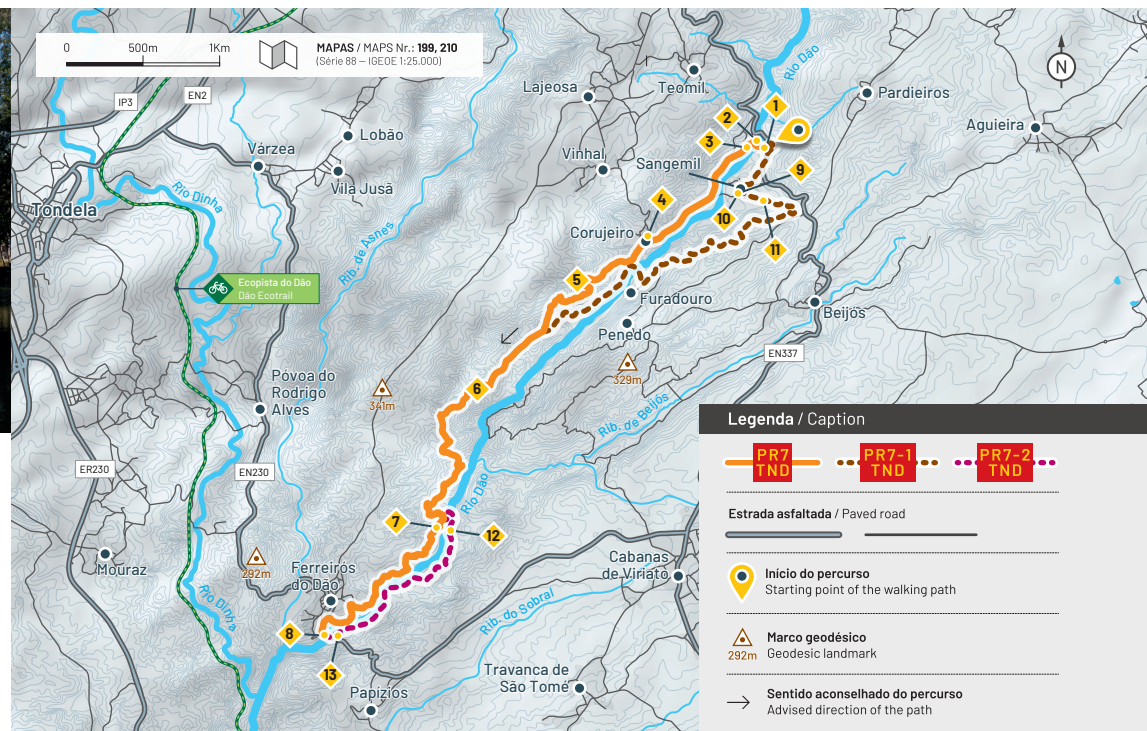 0 500m 1Km
MAPAS / MAPS Nr.: 199, 210
(Série 88 — IGEOE 1:25.000)
IP3
EN2
Rio Dão
N
Lajeosa
Teomil
Pardieiros
1
2
3
Aguieira
Lobão
Várzea
Vinhal
Sangemil
9
Vila Jusã
Rio Dinha
4
Tondela
10
Rib. de Asnes
Corujeiro
11
5
Ecopista do Dão
Dão Ecotrail
Furadouro
Beijós
Penedo
EN337
329m
6
Póvoa do
Rodrigo
Alves
341m
Rib. de Beijós
ER230
EN230
Rio Dão
7
12
Mouraz
292m
Ferreirós
do Dão
Cabanas
de Viriato
Rio Dinha
Rib. do Sobral
8
13
Travanca de
São Tomé
Papízios
Legenda / Caption
PR7
TND
PR7-1
TND
PR7-2
TND
Estrada asfaltada / Paved road
Início do percurso
Starting point of the walking path
Marco geodésico
292m
Geodesic landmark
Sentido aconselhado do percurso
Advised direction of the path